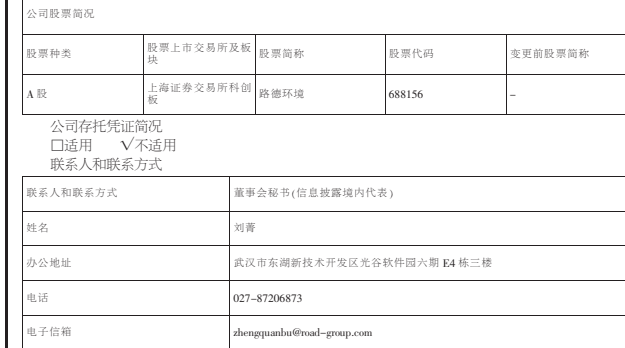 公司股票简况
股票种类 股票上市交易所及板块 股票简称 股票代码 变更前股票简称
A 股 上海证券交易所科创板 路德环境 688156 –
公司存托凭证简况
□适用 √不适用
联系人和联系方式
联系人和联系方式 董事会秘书(信息披露境内代表)
姓名 刘菁
办公地址 武汉市东湖新技术开发区光谷软件园六期 E4 栋三楼
电话 027–87206873
电子信箱 zhengquanbu@road–group.com